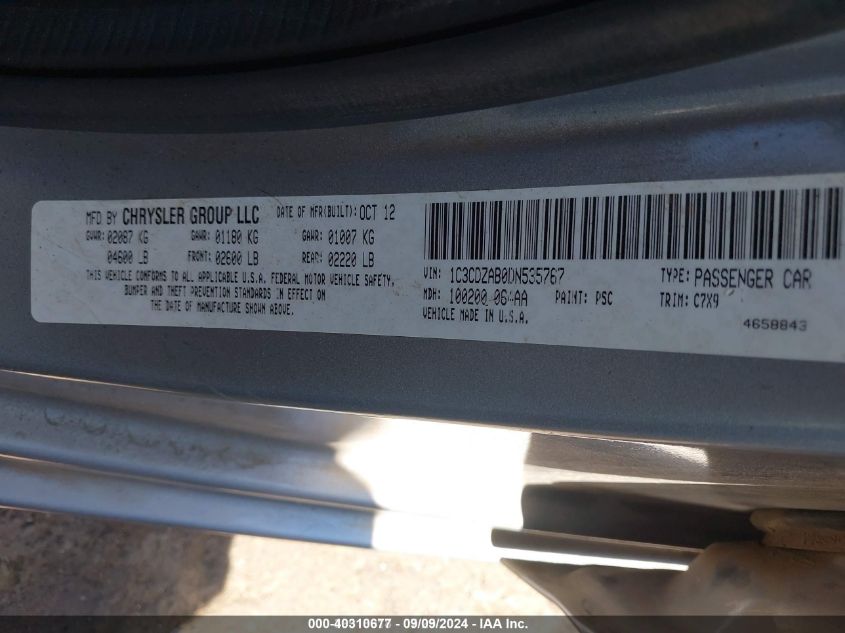 MFD BY CHRYSLER GROUP LLC DATE OF MFR(BUILT): OCT 12
GVWR: 02087 KG GAWR: 01180 KG GAWR: 01007 KG
04600 LB FRONT: 02600 LB REAR: 02220 LB
THIS VEHICLE CONFORMS TO ALL APPLICABLE U.S.A. FEDERAL MOTOR VEHICLE SAFETY,
BUMPER AND THEFT PREVENTION STANDARDS IN EFFECT ON
THE DATE OF MANUFACTURE SHOWN ABOVE.
VIN: 1C3CDZAB0DN535767 TYPE: PASSENGER CAR
MDH: 100200 PAINT: PSC TRIM: C7X9
VEHICLE MADE IN U.S.A.
4658843
000-40310677 - 09/09/2024 - IAA Inc.